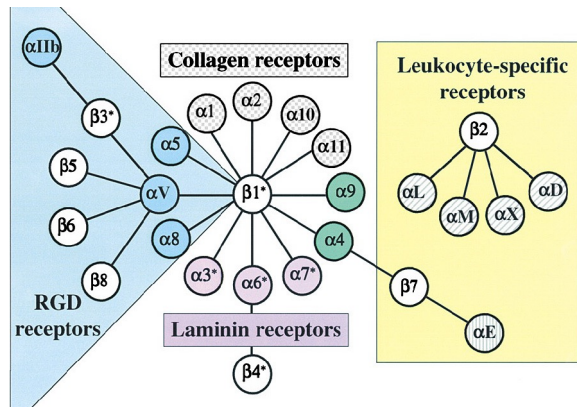 αIIb
Collagen receptors
Leukocyte-specific
receptors
β3*
α1
α2
α10
α5
α11
β2
β5
αV
β1*
α9
αL
αM
αX
αD
β6
α8
α4
β8
α3*
α6*
α7*
β7
RGD
receptors
Laminin receptors
αE
β4*